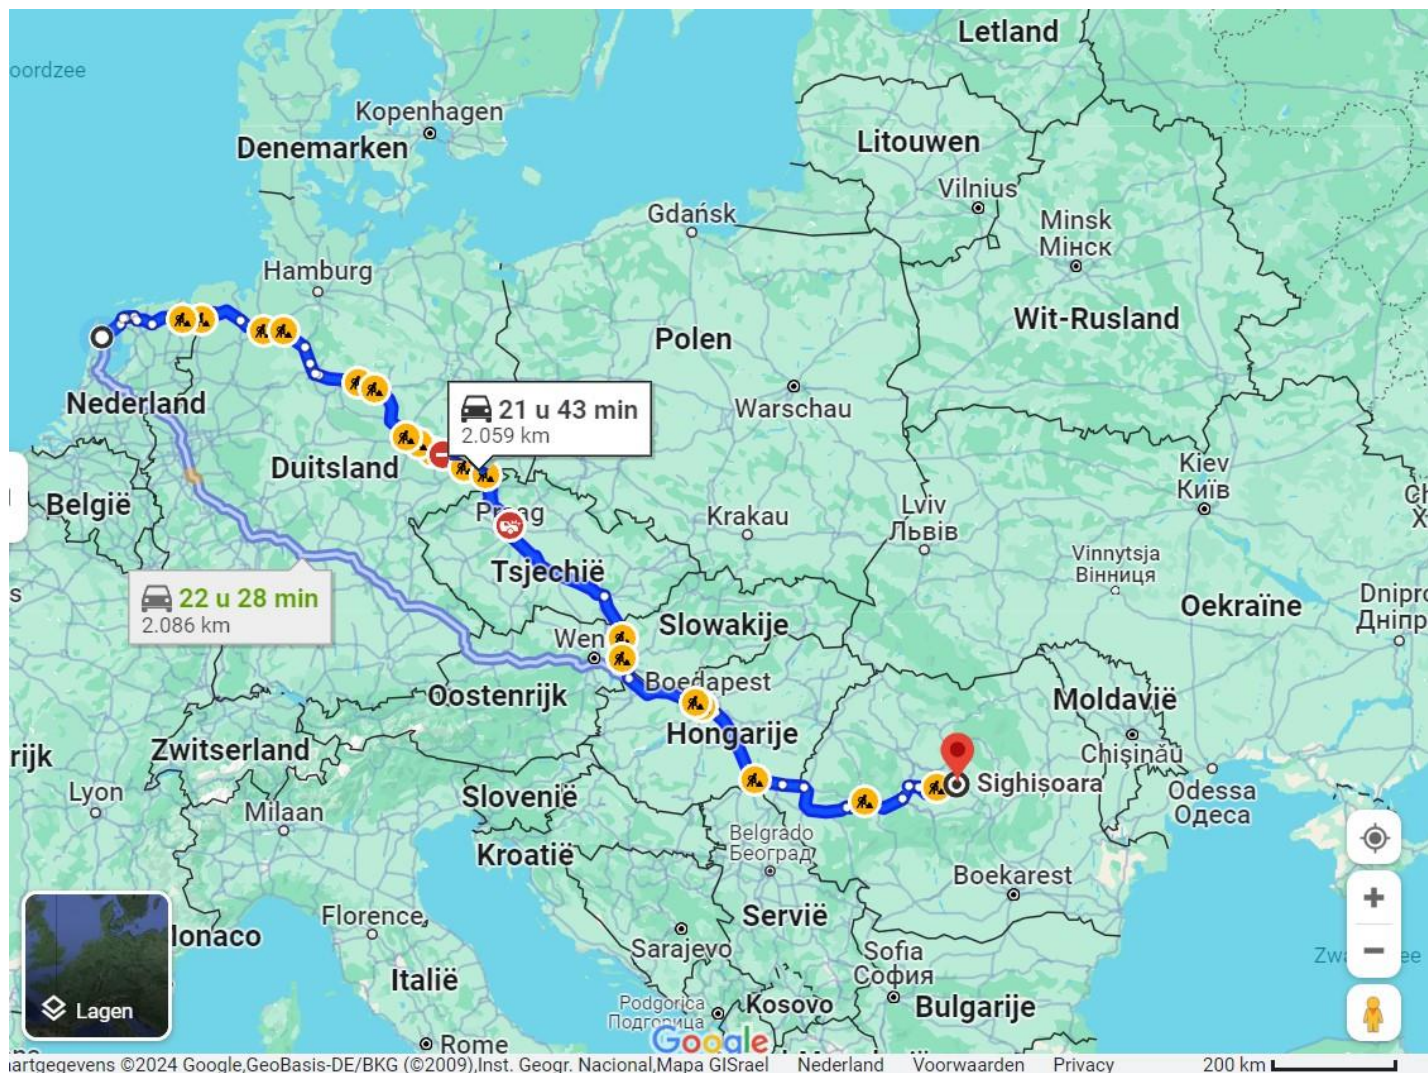 Letland
oordzee
Kopenhagen
Denemarken
Litouwen
Vilnius
Gdańsk
Minsk
Мінск
Hamburg
Wit-Rusland
Polen
Nederland
Warschau
21 u 43 min
2.059 km
Duitsland
België
Kiev
Київ
Lviv
Львів
Krakau
Vinnytsja
Вінниця
Tsjechië
s
22 u 28 min
2.086 km
Oekraïne
Dnipro
Дніпр
Slowakije
Wen
Boedapest
Oostenrijk
Moldavië
Hongarije
Chișinău
Zwitserland
rijk
Sighișoara
Odessa
Одеса
Lyon
Milaan
Slovenië
Belgrado
Београд
Kroatië
Boekarest
Servië
Florence
Monaco
Sarajevo
Sofia
София
Italië
Lagen
Podgorica
Подгорица
Kosovo
Bulgarije
Google
Rome
artgegevens ©2024 Google,GeoBasis-DE/BKG (©2009),Inst. Geogr. Nacional,Mapa GISrael Nederland Voorwaarden Privacy 200 km